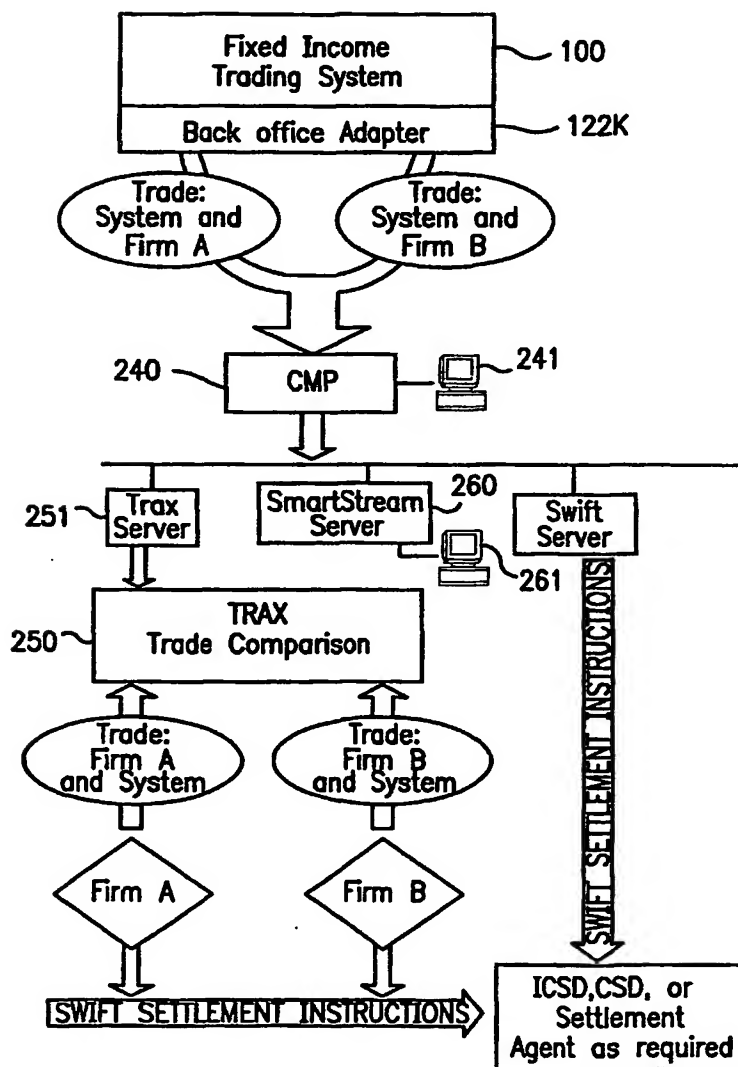 Fixed Income
Trading System
100
Back office Adapter
122K
Trade:
System and
Firm A
Trade:
System and
Firm B
240
CMP
241
251
Trax
Server
SmartStream
Server
260
261
Swift
Server
250
TRAX
Trade Comparison
Trade:
Firm A
and System
Trade:
Firm B
and System
Firm A
Firm B
SWIFT SETTLEMENT INSTRUCTIONS
SWIFT SETTLEMENT INSTRUCTIONS
ICSD,CSD, or
Settlement
Agent as required